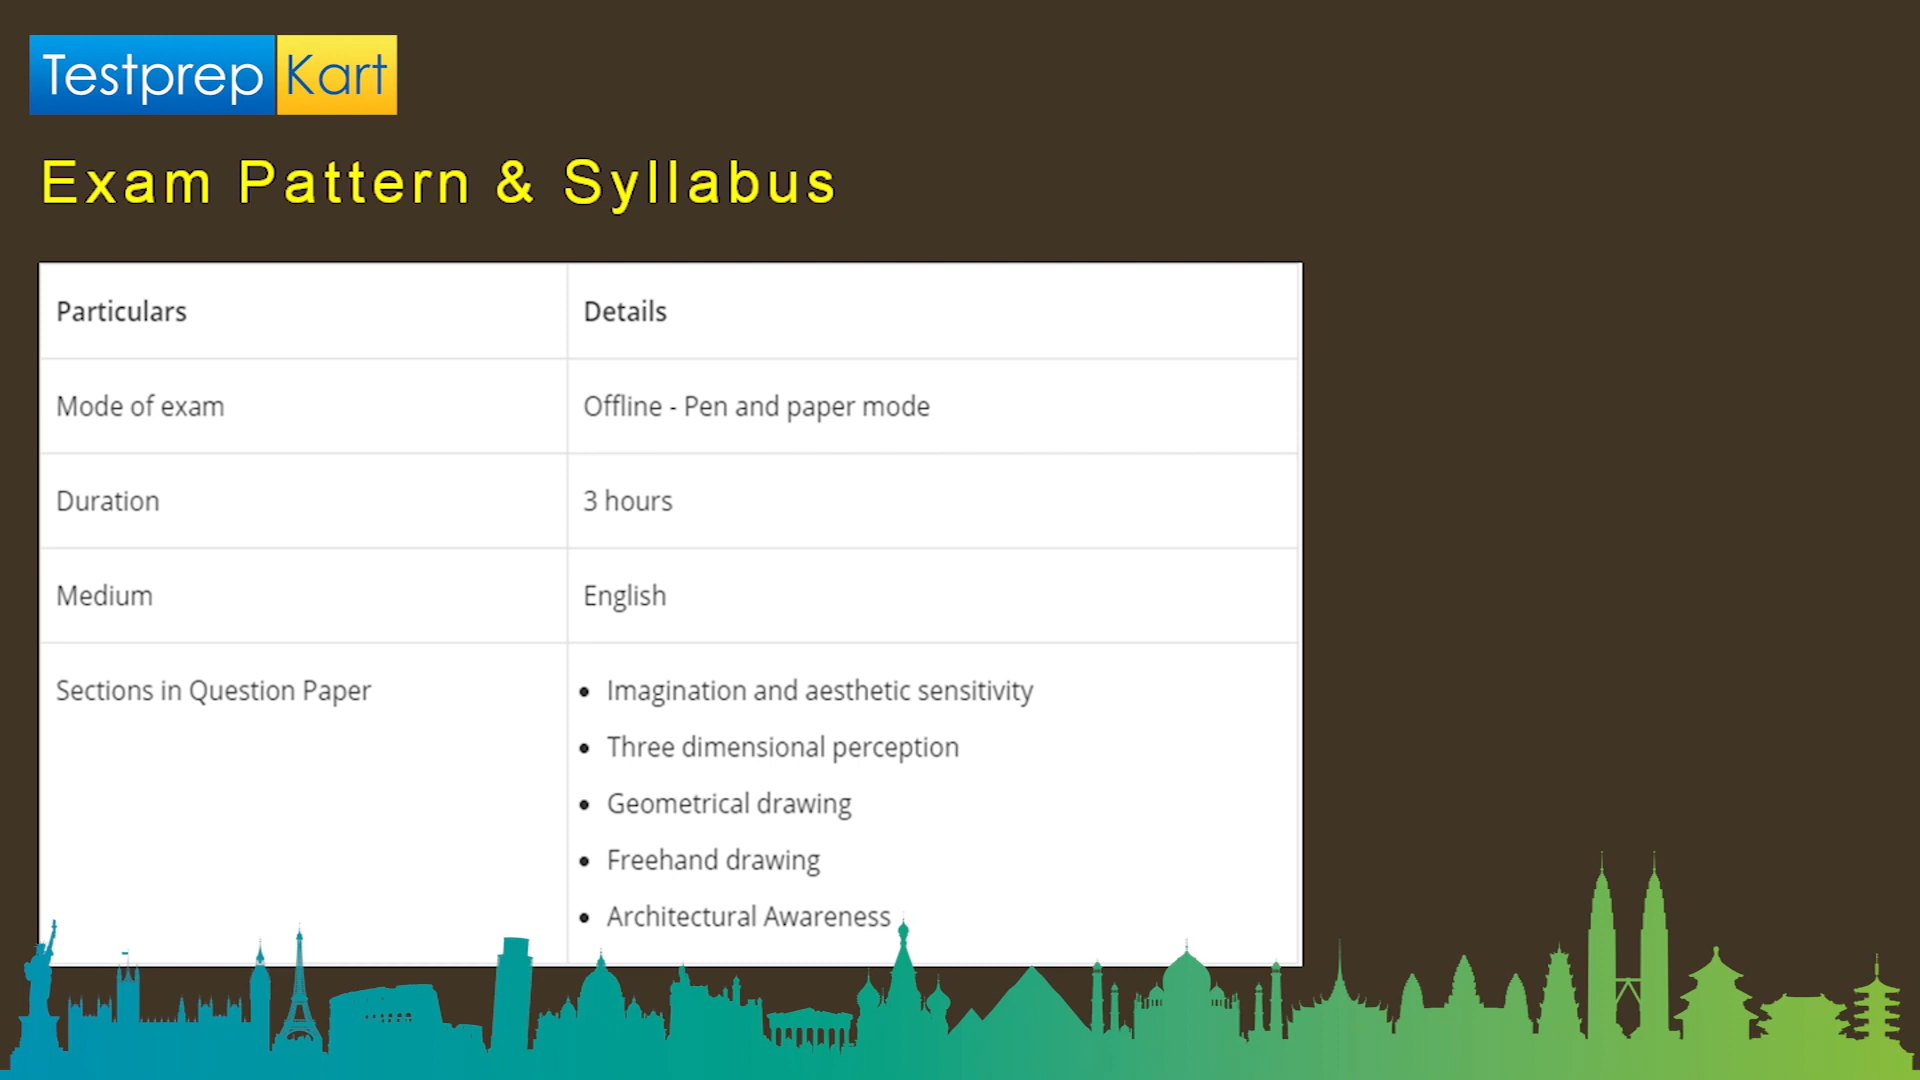 Testprep Kart
Exam Pattern & Syllabus
Particulars Details
Mode of exam Offline - Pen and paper mode
Duration 3 hours
Medium English
Sections in Question Paper
• Imagination and aesthetic sensitivity
• Three dimensional perception
• Geometrical drawing
• Freehand drawing
• Architectural Awareness